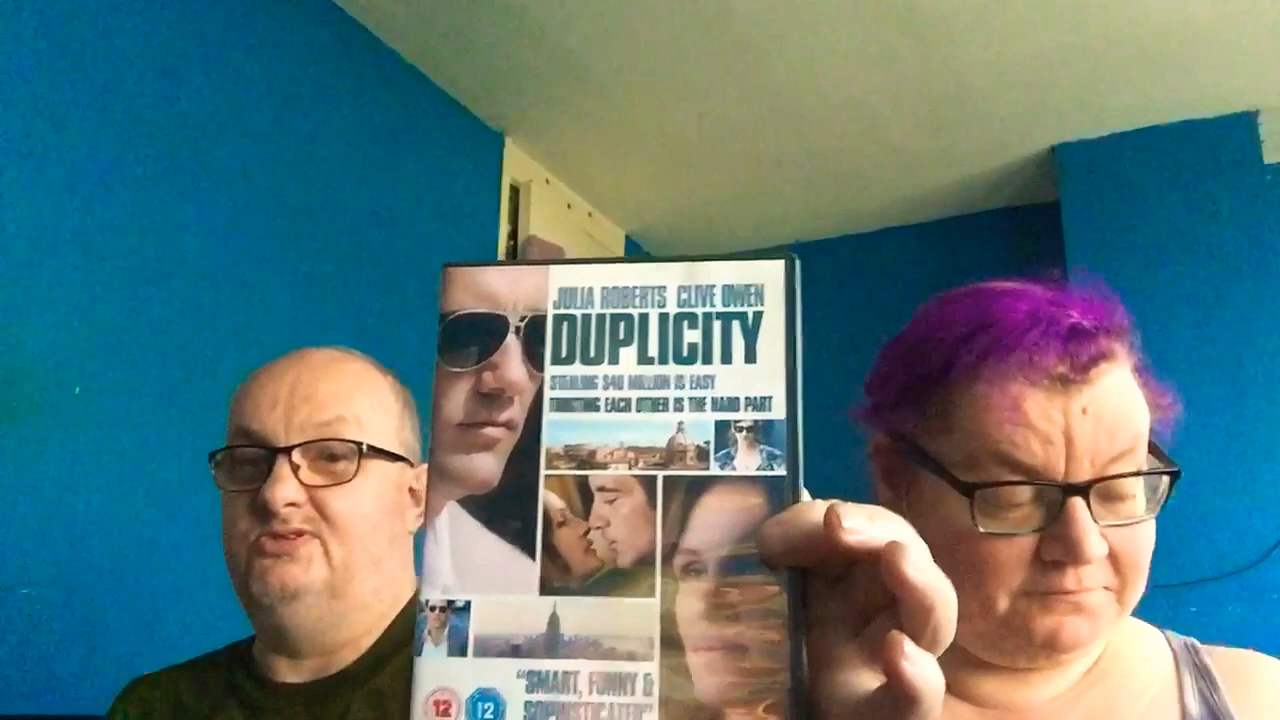 JULIA ROBERTS CLIVE OWEN
DUPLICITY
STEALING $40 MILLION IS EASY
TRUSTING EACH OTHER IS THE HARD PART
"SMART, FUNNY &
SOPHISTICATED"
12 12